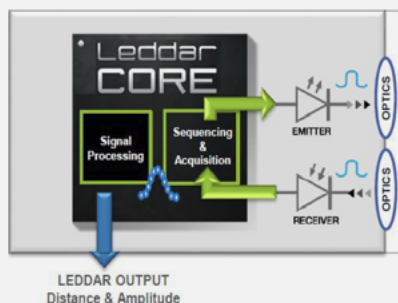 Leddar
CORE
Signal
Processing
Sequencing
&
Acquisition
EMITTER
OPTICS
RECEIVER
OPTICS
LEDDAR OUTPUT
Distance & Amplitude